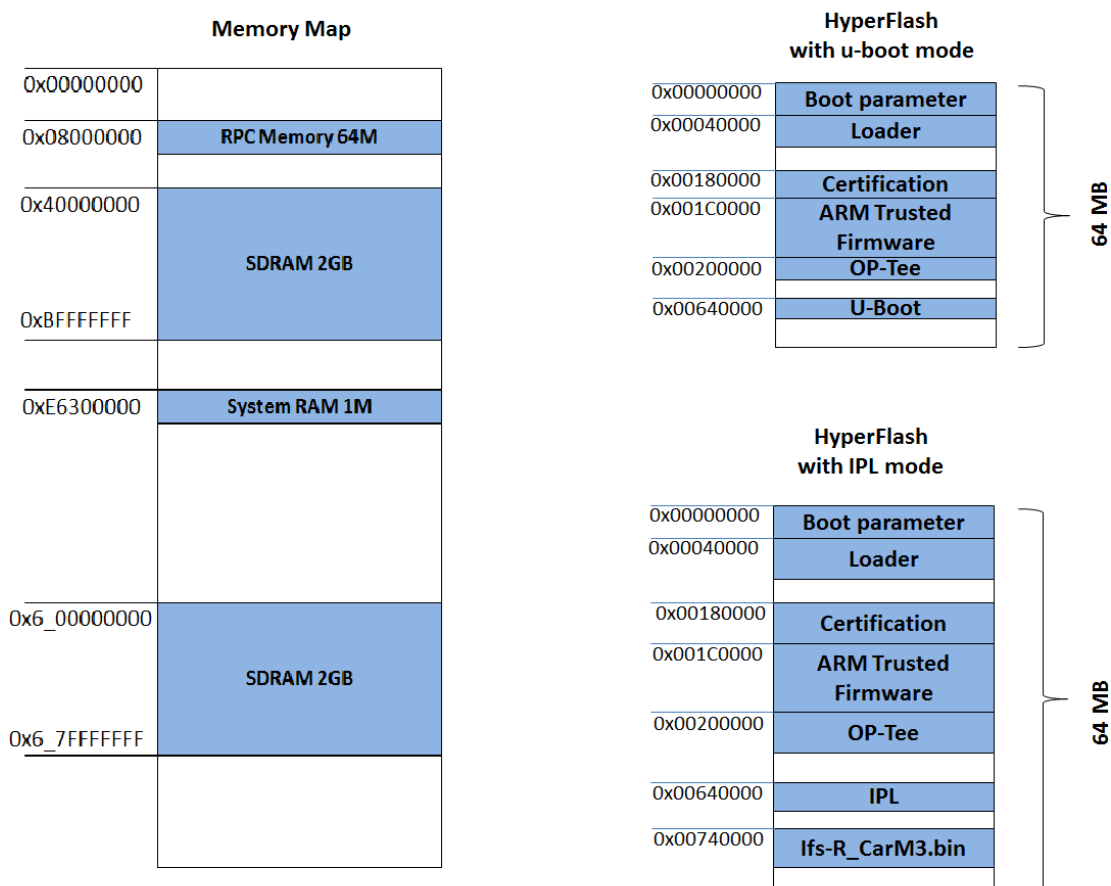 Memory Map
0x00000000
0x08000000
RPC Memory 64M
0x40000000
SDRAM 2GB
0xBFFFFFFF
0xE6300000
System RAM 1M
0x6_00000000
SDRAM 2GB
0x6_7FFFFFFF
HyperFlash
with u-boot mode
0x00000000
Boot parameter
0x00040000
Loader
0x00180000
Certification
0x001C0000
ARM Trusted
Firmware
0x00200000
OP-Tee
0x00640000
U-Boot
64 MB
HyperFlash
with IPL mode
0x00000000
Boot parameter
0x00040000
Loader
0x00180000
Certification
0x001C0000
ARM Trusted
Firmware
0x00200000
OP-Tee
0x00640000
IPL
0x00740000
Ifs-R_CarM3.bin
64 MB